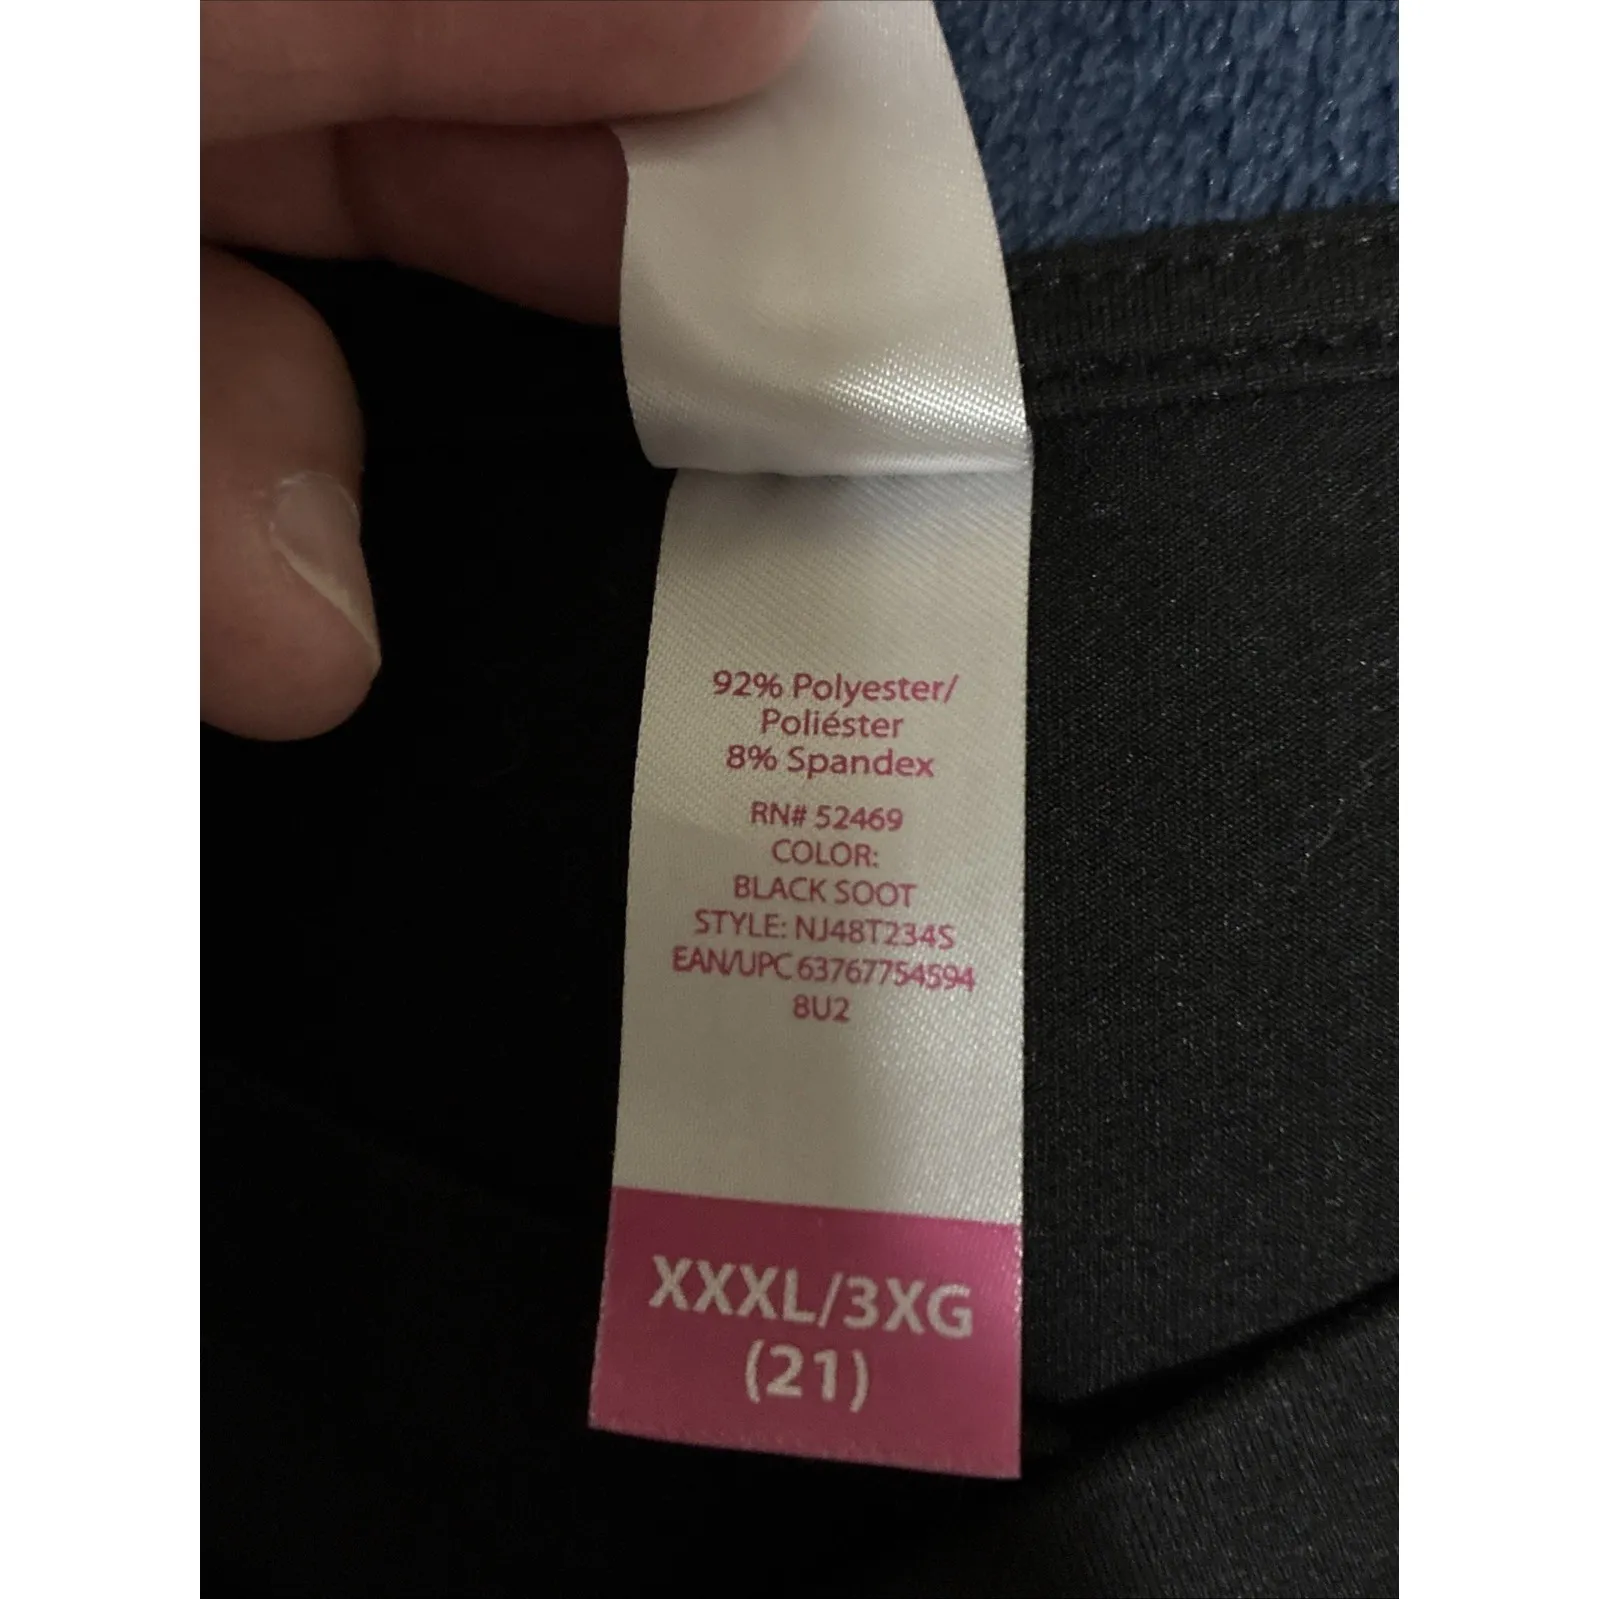 92% Polyester/
Poliéster
8% Spandex
RN# 52469
COLOR:
BLACK SOOT
STYLE: NJ48T234S
EAN/UPC 63767754594
8U2
XXXL/3XG
(21)